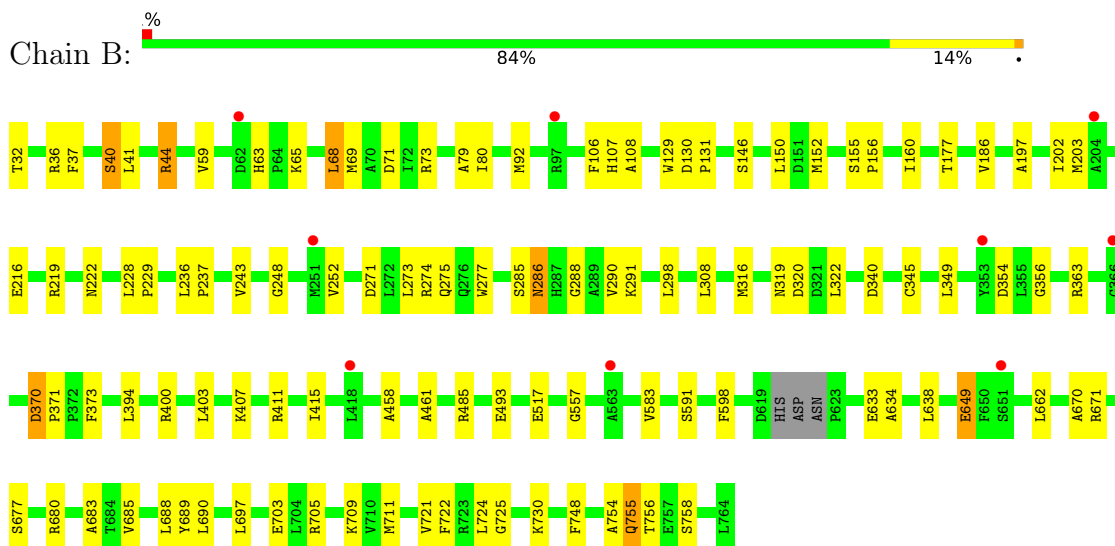 .%
Chain B:
84% 14% •
T32 R36 F37 S40 L41 R44 V59 D62 H63 P64 K65 L68 M69 A70 D71 I72 R73 A79 I80 M92 R97 F106 H107 A108 W129 D130 P131 S146 L150 D151 M152 S155 P156 I160 T177 V186 A197 I202 M203 A204
E216 R219 N222 L228 P229 L236 P237 V243 G248 M251 V252 D271 L272 L273 R274 Q275 Q276 W277 S285 N286 H287 G288 A289 V290 K291 L298 L308 M316 N319 D320 D321 L322 D340 C345 L349 Y353 D354 L355 G356 R363 G366
D370 P371 P372 F373 L394 R400 L403 K407 R411 I415 L418 A458 A461 R485 E493 E517 G557 A563 V583 S591 F598 D619 HIS ASP ASN P623 E633 A634 L638 E649 F650 S651 L662 A670 R671
S677 R680 A683 T684 V685 L688 Y689 L690 L697 E703 L704 R705 K709 V710 M711 V721 F722 R723 L724 G725 K730 F748 A754 Q755 T756 E757 S758 L764